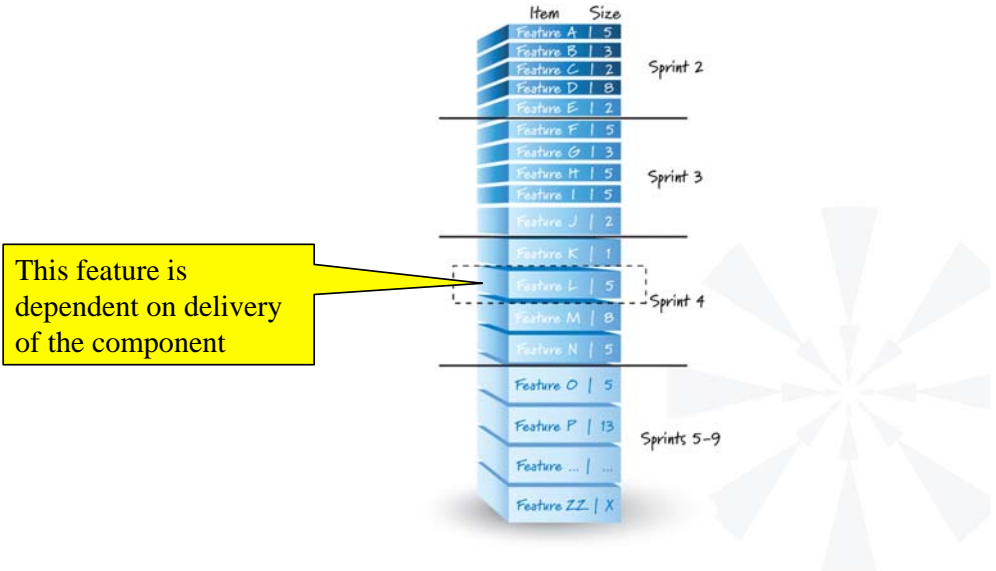 Item Size
Feature A | 5
Feature B | 3
Feature C | 2
Feature D | 8
Sprint 2
Feature E | 2
Feature F | 5
Feature G | 3
Feature H | 5
Sprint 3
Feature I | 5
Feature J | 2
Feature K | 1
This feature is
dependent on delivery
of the component
Feature L | 5
Sprint 4
Feature M | 8
Feature N | 5
Feature O | 5
Feature P | 13
Sprints 5-9
Feature ... | ...
Feature ZZ | X